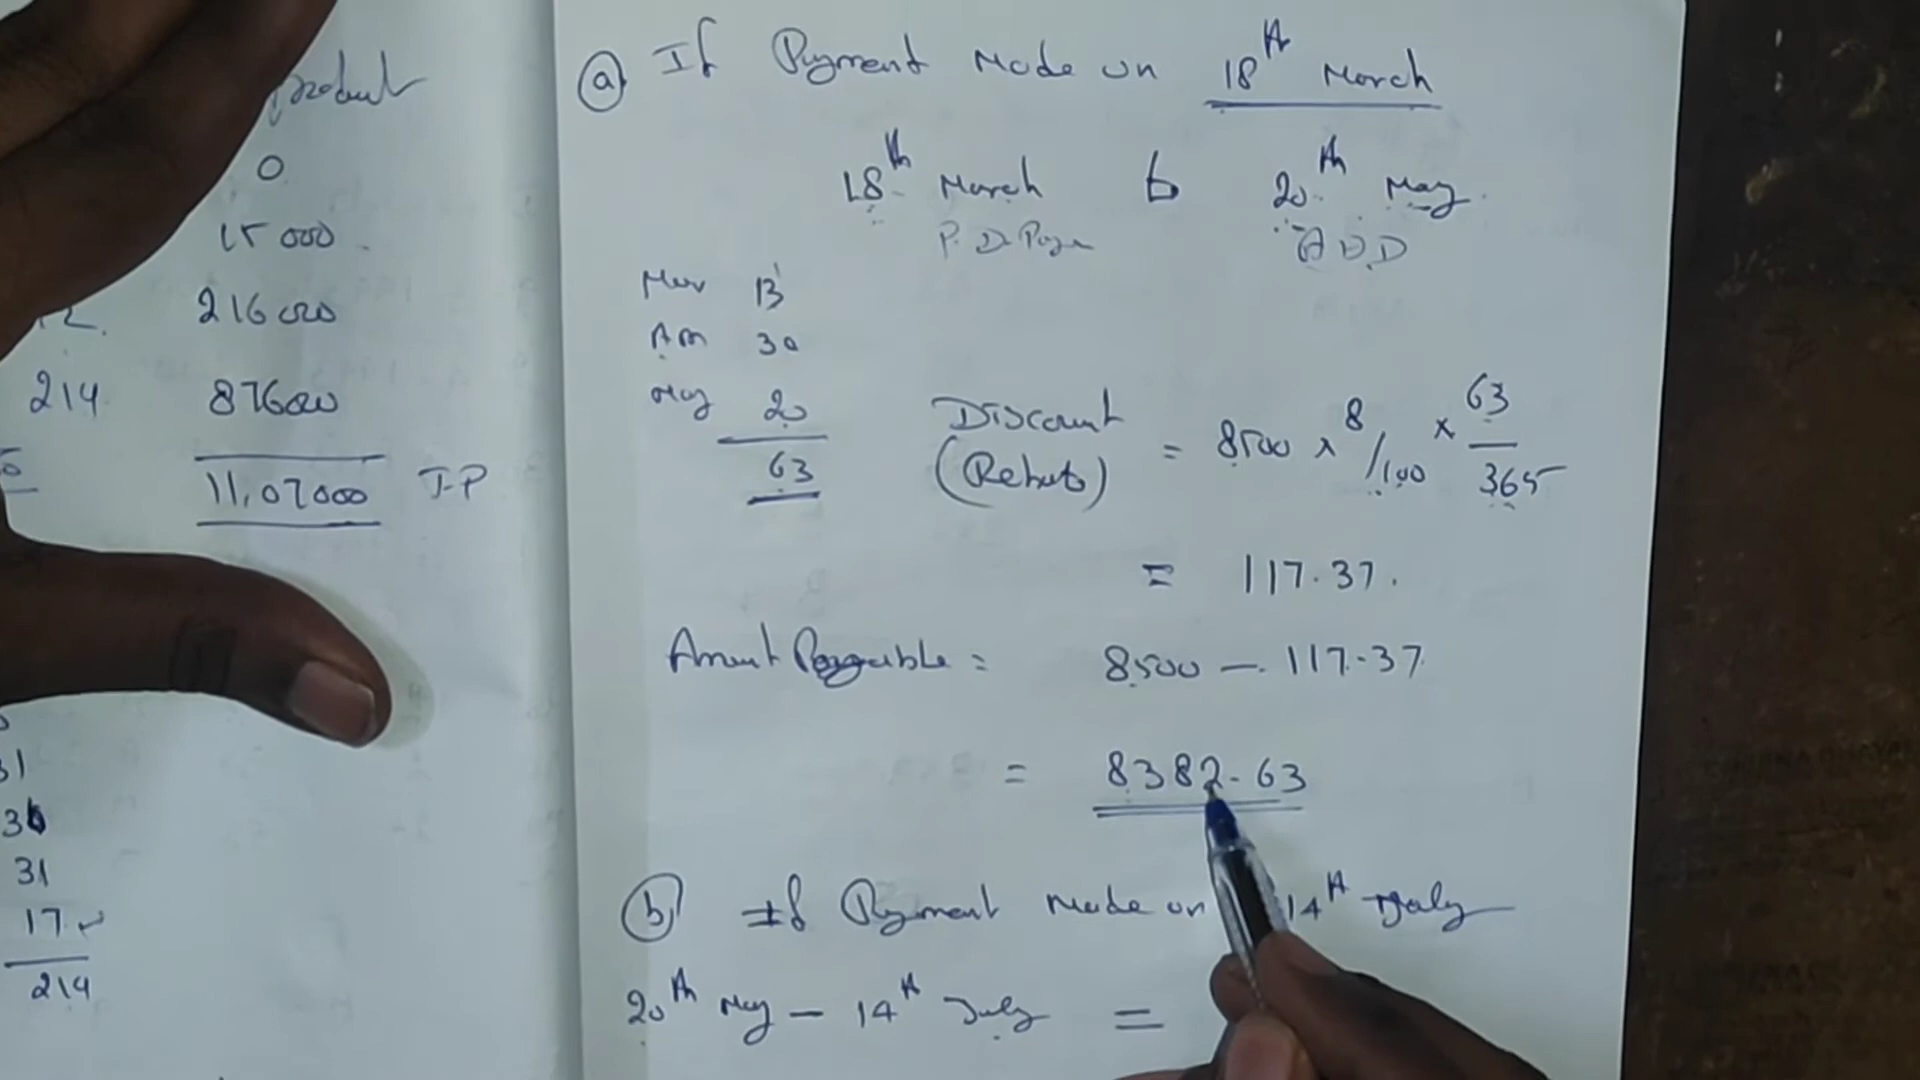 product
0
15000
216000
214 876000
11,07000 T-P
31
31
17
214
(a) If Payment Made on 18th March
18th March to 20th May
P. D. Paym ADD
Mar 13
Apr 30
May 20
63
Discount (Rebate) = 8500 x 8/100 x 63/365
= 117.37.
Amount Payable = 8500 - 117.37
= 8382.63
(b) If Payment made on 14th July
20th May - 14th July =